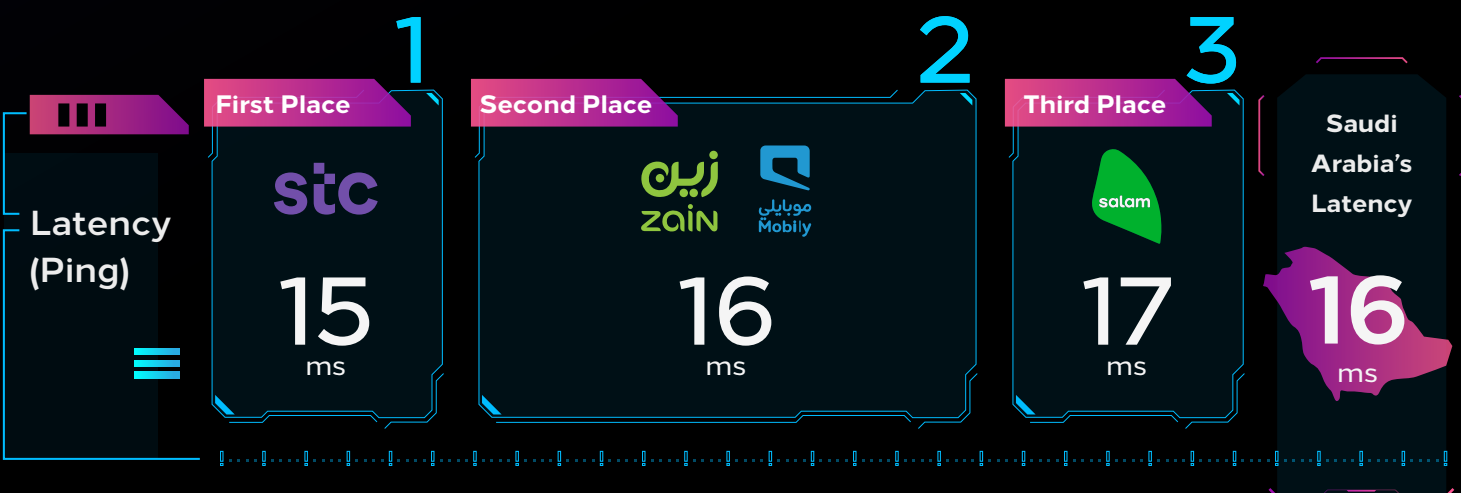 1
2
3
First Place
Second Place
Third Place
Saudi
Arabia's
Latency
Latency
(Ping)
stc
زين
zain
موبايلي
Mobily
salam
15
ms
16
ms
17
ms
16
ms